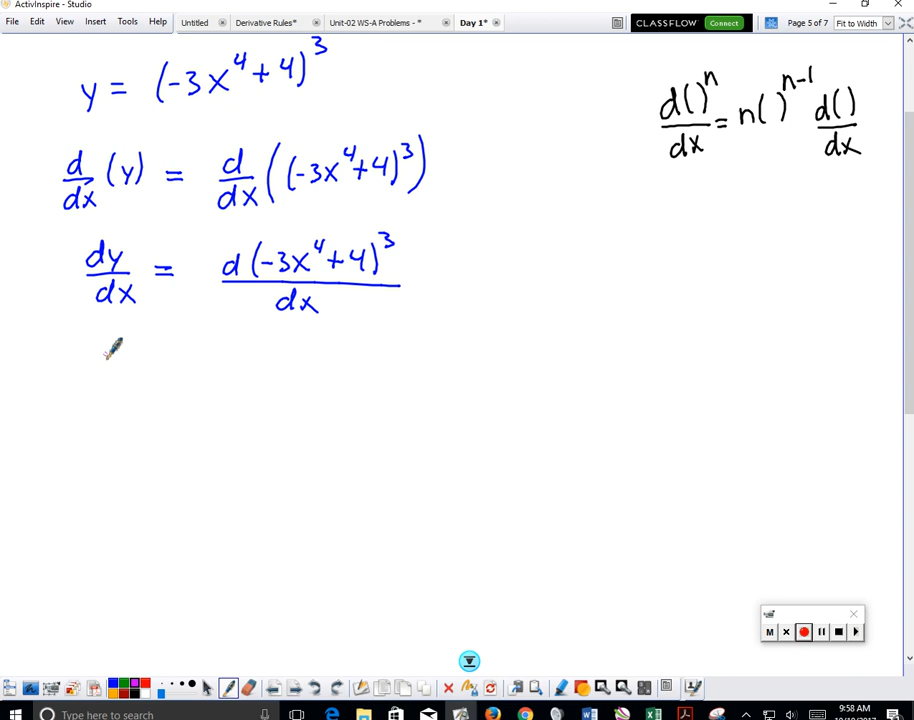 ActivInspire - Studio
File Edit View Insert Tools Help Untitled Derivative Rules* Unit-02 WS-A Problems - * Day 1* CLASSFLOW Connect Page 5 of 7 Fit to Width
y = (-3x⁴+4)³
d()ⁿ/dx = n()ⁿ⁻¹ d()/dx
d/dx (y) = d/dx ((-3x⁴+4)³)
dy/dx = d(-3x⁴+4)³/dx
M
Type here to search
9:58 AM